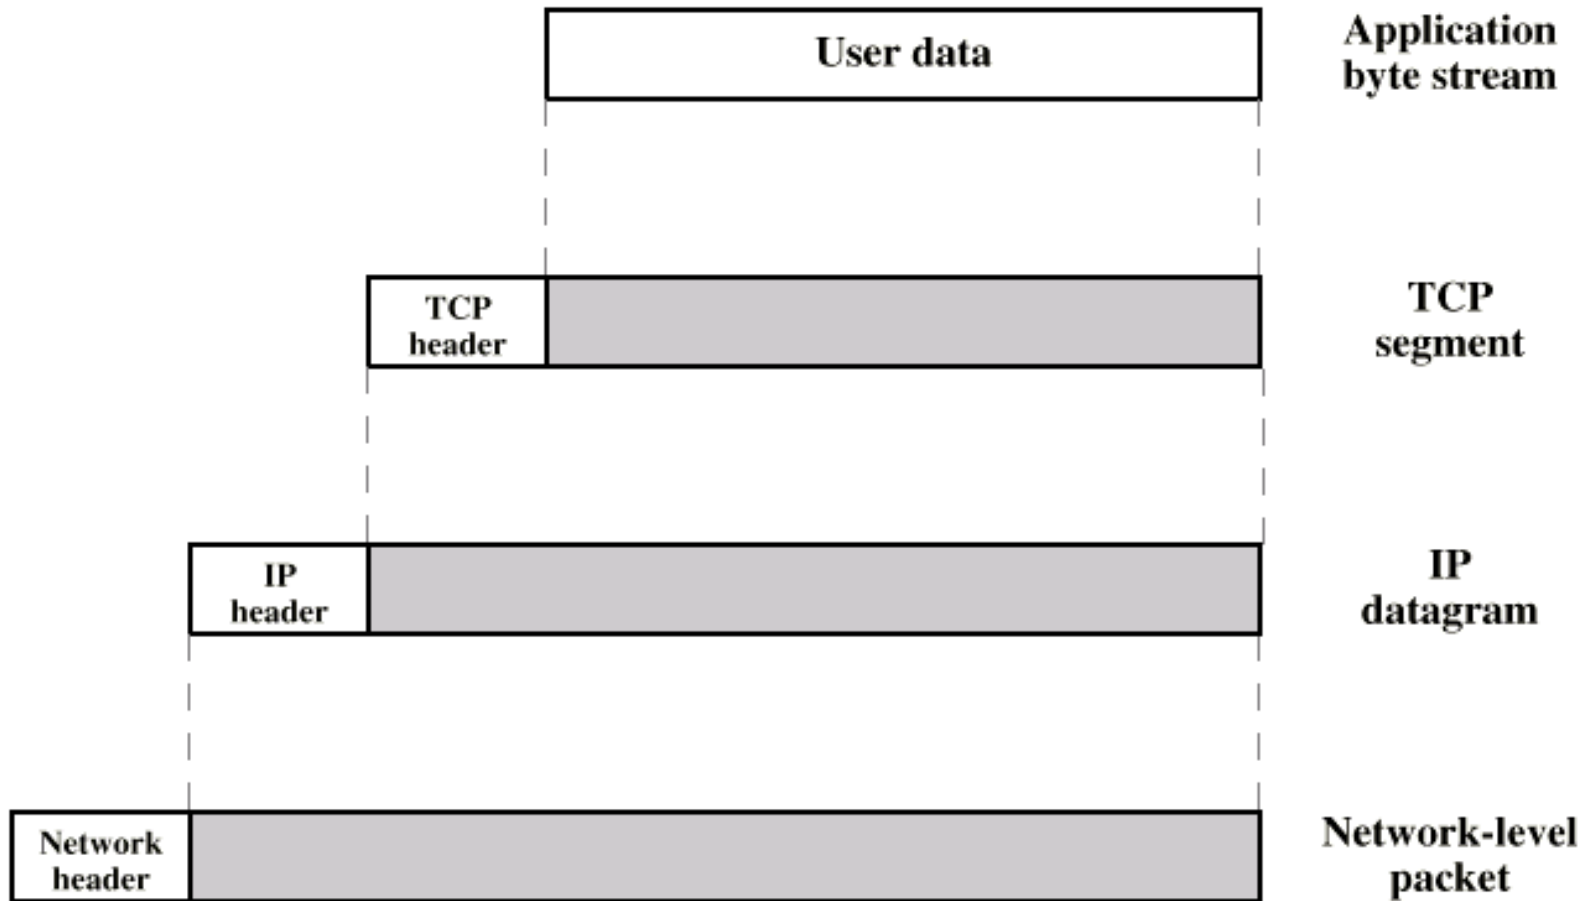 User data
Application
byte stream
TCP
header
TCP
segment
IP
header
IP
datagram
Network
header
Network-level
packet